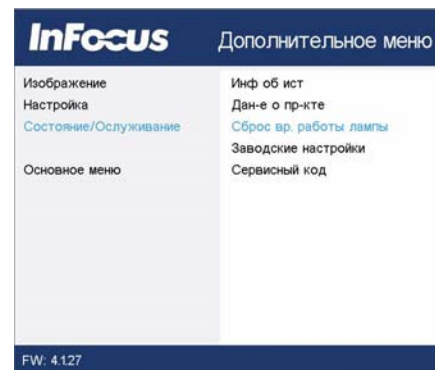 InFocus Дополнительное меню
Изображение
Настройка
Состояние/Ослуживание
Основное меню
Инф об ист
Дан-е о пр-кте
Сброс вр. работы лампы
Заводские настройки
Сервисный код
FW: 4.1.27